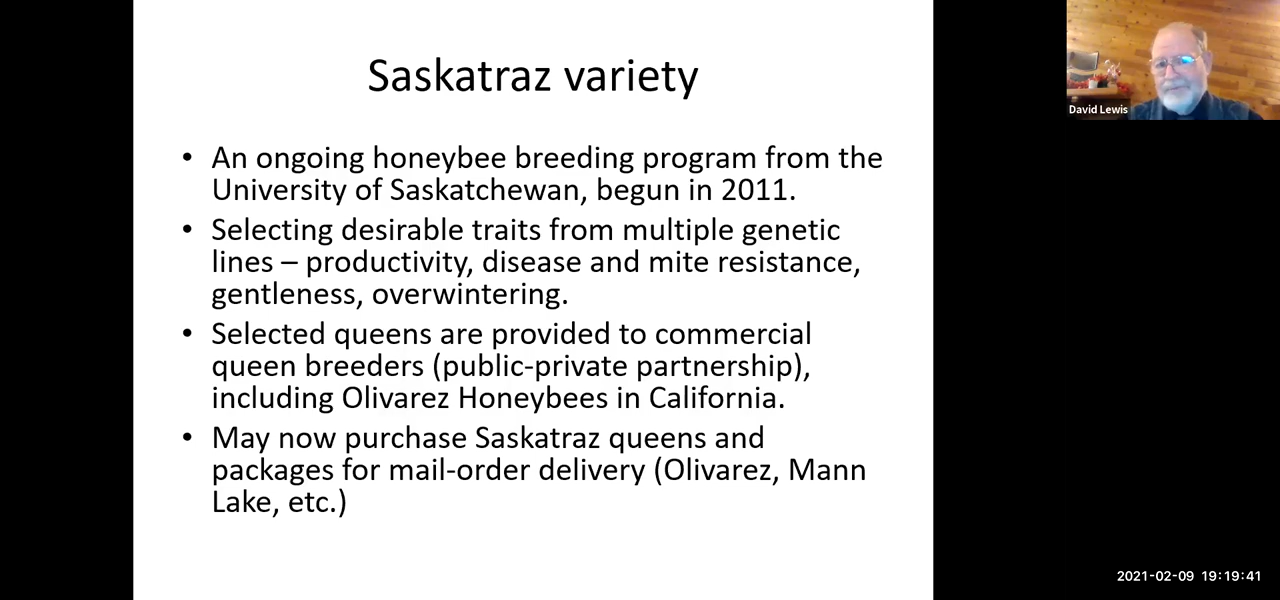 Saskatraz variety
• An ongoing honeybee breeding program from the
University of Saskatchewan, begun in 2011.
• Selecting desirable traits from multiple genetic
lines – productivity, disease and mite resistance,
gentleness, overwintering.
• Selected queens are provided to commercial
queen breeders (public-private partnership),
including Olivarez Honeybees in California.
• May now purchase Saskatraz queens and
packages for mail-order delivery (Olivarez, Mann
Lake, etc.)
David Lewis
2021-02-09 19:19:41